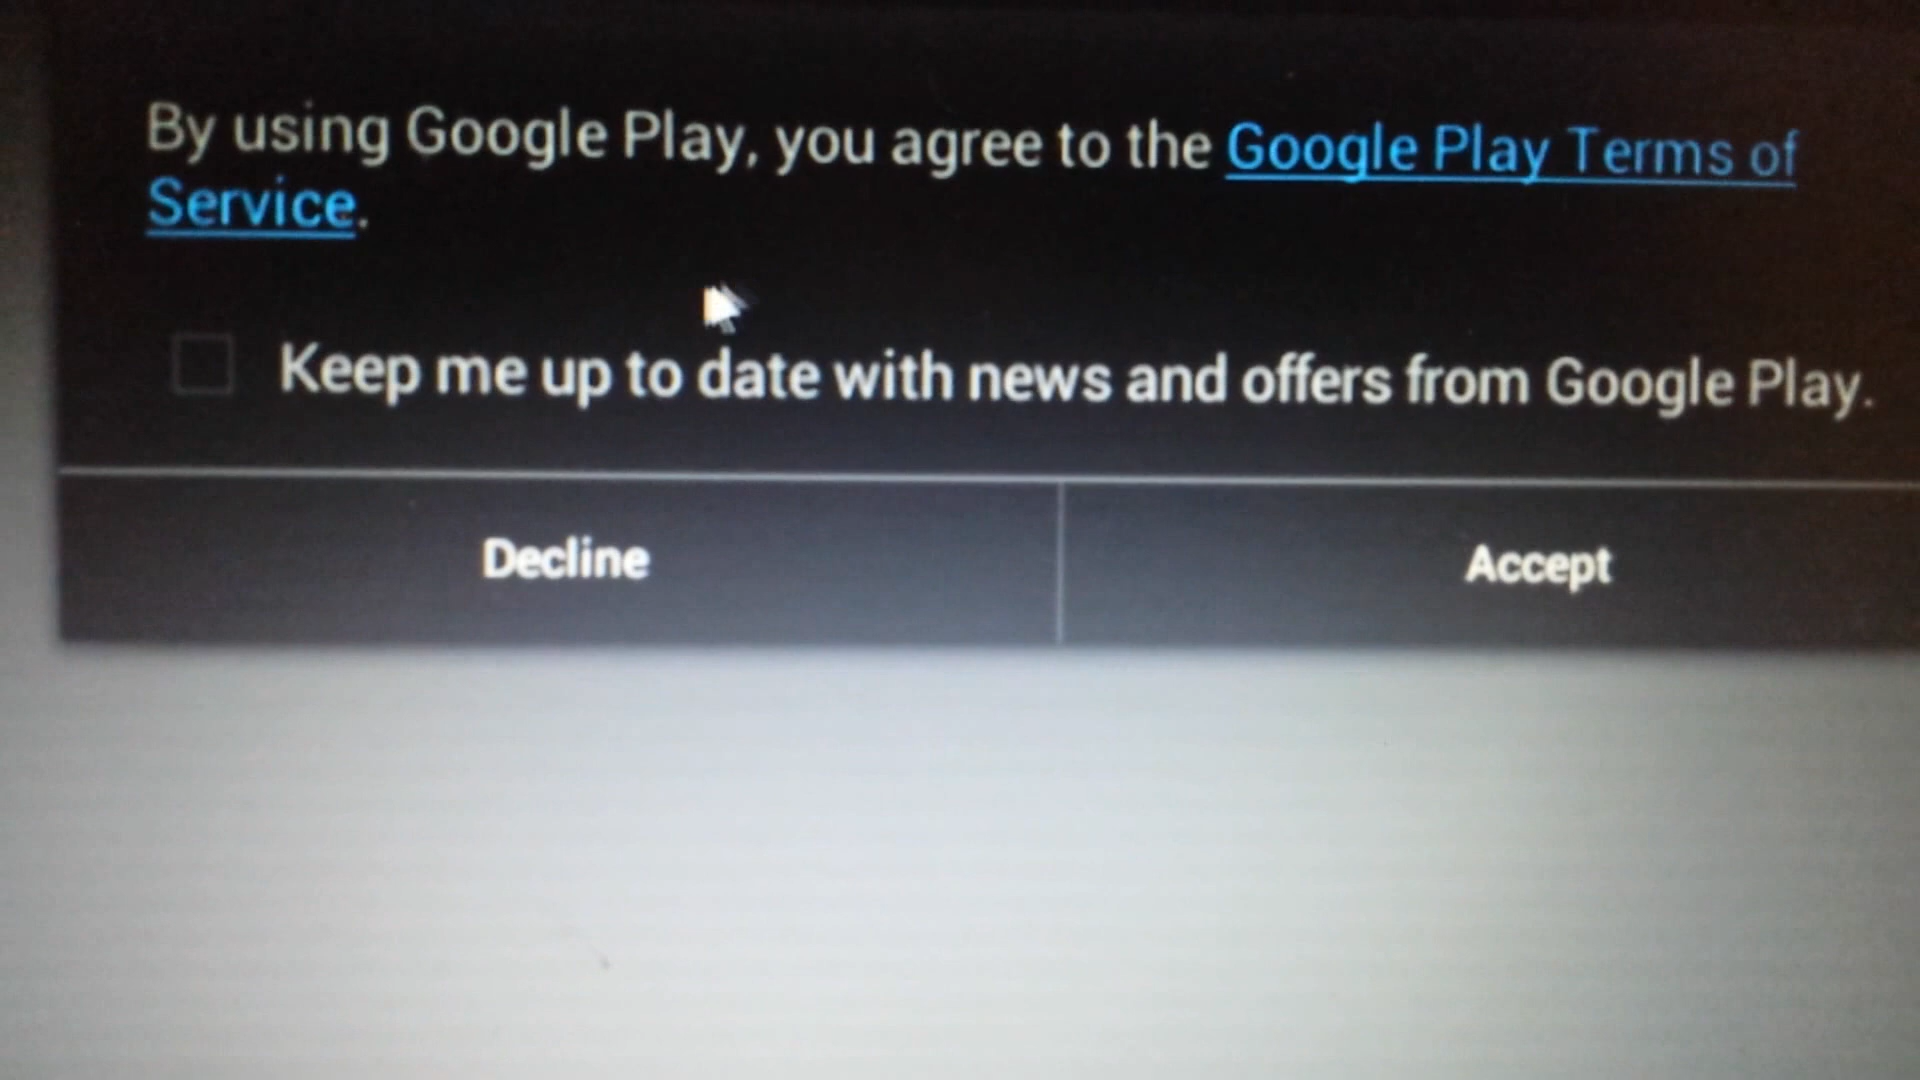 By using Google Play, you agree to the Google Play Terms of
Service.
Keep me up to date with news and offers from Google Play.
Decline
Accept